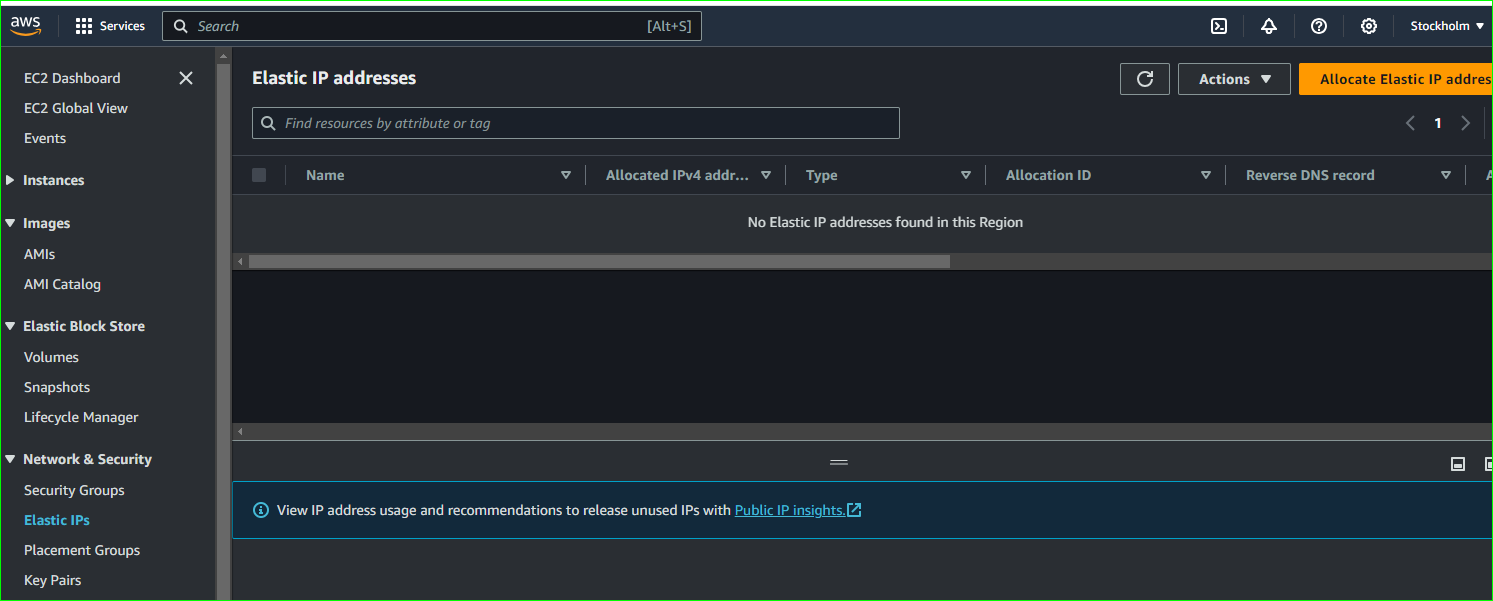 aws
Services
Search [Alt+S]
Stockholm
EC2 Dashboard
EC2 Global View
Events
Instances
Images
AMIs
AMI Catalog
Elastic Block Store
Volumes
Snapshots
Lifecycle Manager
Network & Security
Security Groups
Elastic IPs
Placement Groups
Key Pairs
Elastic IP addresses
Actions
Allocate Elastic IP addres
Find resources by attribute or tag
1
Name Allocated IPv4 addr... Type Allocation ID Reverse DNS record A
No Elastic IP addresses found in this Region
View IP address usage and recommendations to release unused IPs with Public IP insights.